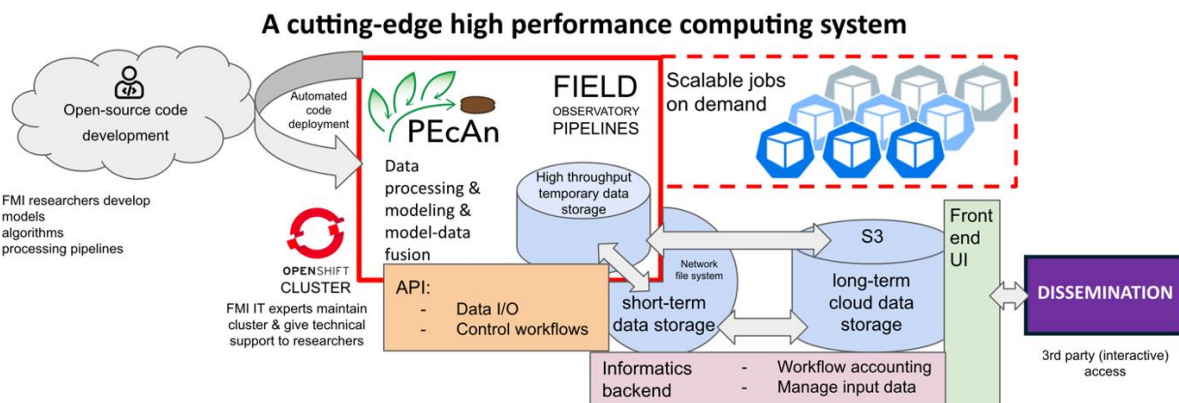 A cutting-edge high performance computing system
Open-source code
development
Automated
code
deployment
PEcAn
FIELD
OBSERVATORY
PIPELINES
Scalable jobs
on demand
Data
processing &
modeling &
model-data
fusion
High throughput
temporary data
storage
FMI researchers develop
models
algorithms
processing pipelines
OPENSHIFT
CLUSTER
FMI IT experts maintain
cluster & give technical
support to researchers
API:
- Data I/O
- Control workflows
Network
file system
short-term
data storage
S3
long-term
cloud data
storage
Front
end
UI
DISSEMINATION
3rd party (interactive)
access
Informatics
backend
- Workflow accounting
- Manage input data